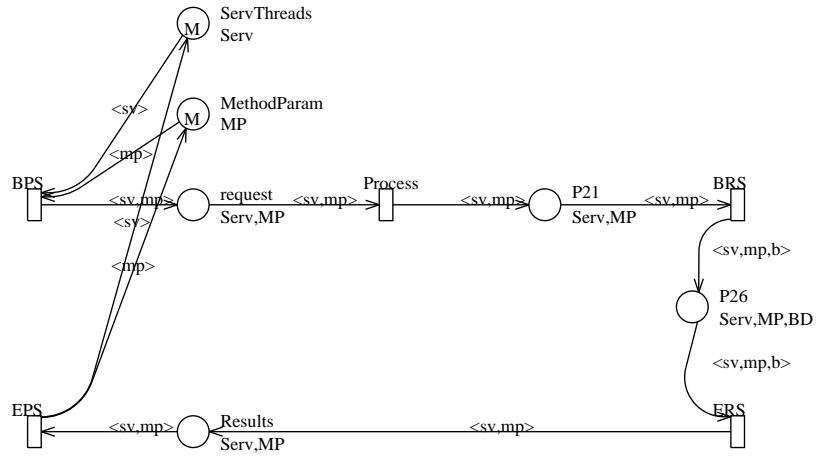 ServThreads
M
Serv
<sv>
MethodParam
M
MP
<mp>
BPS
<sv,mp>
request
Serv,MP
<sv,mp>
Process
<sv,mp>
P21
Serv,MP
<sv,mp>
BRS
<sv>
<mp>
<sv,mp,b>
P26
Serv,MP,BD
<sv,mp,b>
EPS
<sv,mp>
Results
Serv,MP
<sv,mp>
ERS